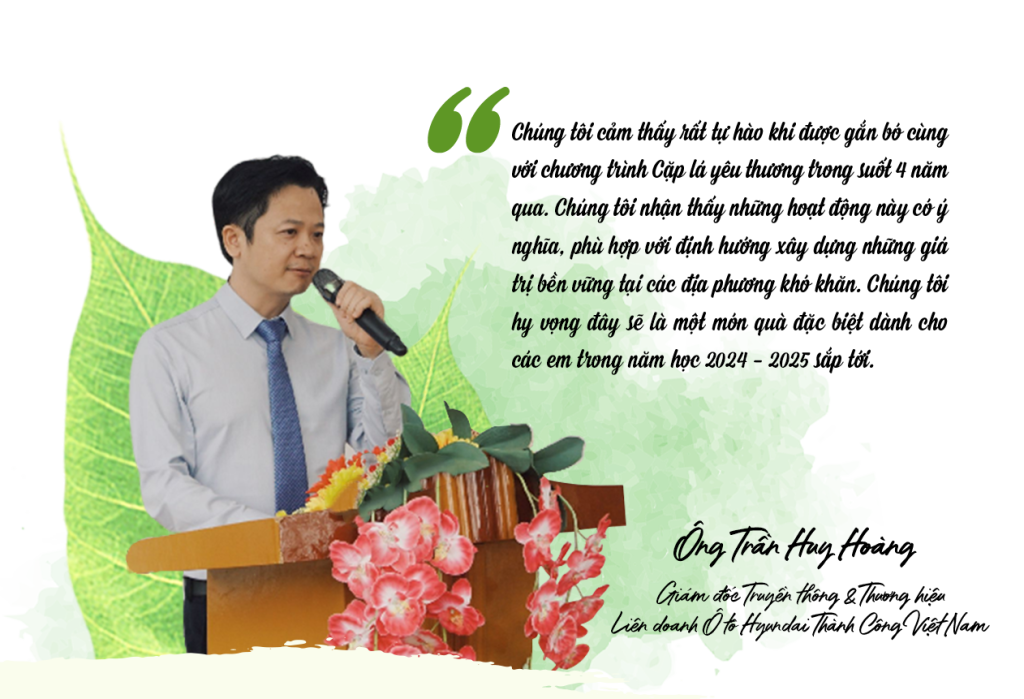 Chúng tôi cảm thấy rất tự hào khi được gắn bó cùng
với chương trình Cặp lá yêu thương trong suốt 4 năm
qua. Chúng tôi nhận thấy những hoạt động này có ý
nghĩa, phù hợp với định hướng xây dựng những giá
trị bền vững tại các địa phương khó khăn. Chúng tôi
hy vọng đây sẽ là một món quà đặc biệt dành cho
các em trong năm học 2024 - 2025 sắp tới.
Ông Trần Huy Hoàng
Giám đốc Truyền thông & Thương hiệu
Liên doanh Ô tô Hyundai Thành Công Việt Nam